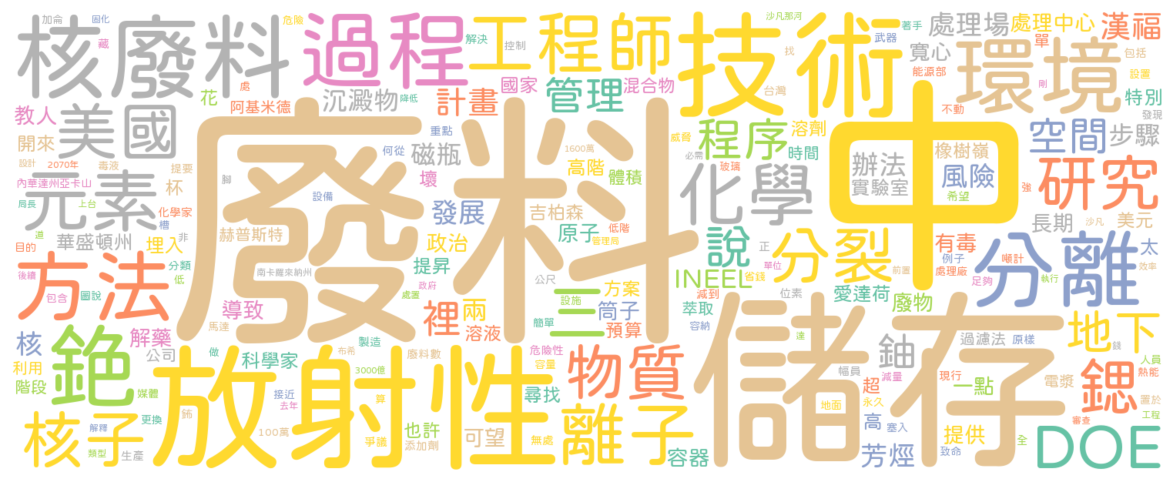 核廢料
過程
工程師
技術
環境
廢料
中
儲存
放射性
美國
元素
方法
銫
核子
離子
物質
化學
分裂
分離
研究
地下
鍶
DOE
三
說
鈾
裡
兩
處理場
處理中心
漢福
寬心
單
包括
設置
特別
發現
空間
步驟
橡樹嶺
風險
希望
辦法
實驗室
長期
美元
沙凡
強
太
效率
有毒
例子
處理廠
噸計
足夠
執行
沙凡那河
武器
著手
能源部
找
台灣
剛
不動
加侖
固化
危險
藏
處
解決
控制
國家
混合物
管理
計畫
沉澱物
降低
花
阿基米德
教人
開來
設計
2070年
毒液
提要
內華達州亞卡山
局長
上台
杯
化學家
槽
華盛頓州
埋入
非
滬
目的
分類
低
後續
包含
圖說
解藥
核
公司
利用
階段
媒體
解釋
更換
類型
生產
鈽
科學家
做
製造
廢料數
布希
3000億
算
接近
去年
100萬
爭議
添加劑
也許
可望
無處
尋找
容量
危險性
簡單
設施
筒子
方案
預算
公尺
吉柏森
原子
低階
管理局
高階
1600萬
體積
壞
磁瓶
重點
何從
設備
腳
赫普斯特
發展
政治
提昇
南卡羅來納州
政府
處置
導致
馬達
溶液
程序
溶劑
時間
威脅
必需
玻璃
INEEL
正
單位
省錢
前置
愛達荷
廢物
萃取
減到
位素
容納
達
幅員
過濾法
原樣
減量
現行
熱能
超
永久
一點
電漿
錢
人員
置於
工程
審查
地面
高
塞入
芳烴
提供
致命
全
容器